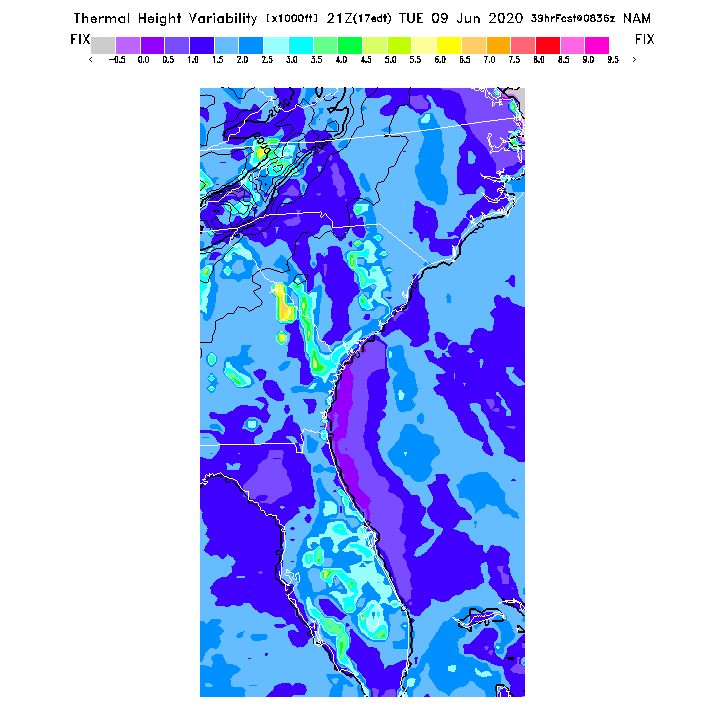 Thermal Height Variability [x1000ft] 21Z(17edt) TUE 09 Jun 2020 39hrFcst@0836z NAM
FIX FIX
< -0.5 0.0 0.5 1.0 1.5 2.0 2.5 3.0 3.5 4.0 4.5 5.0 5.5 6.0 6.5 7.0 7.5 8.0 8.5 9.0 9.5 >